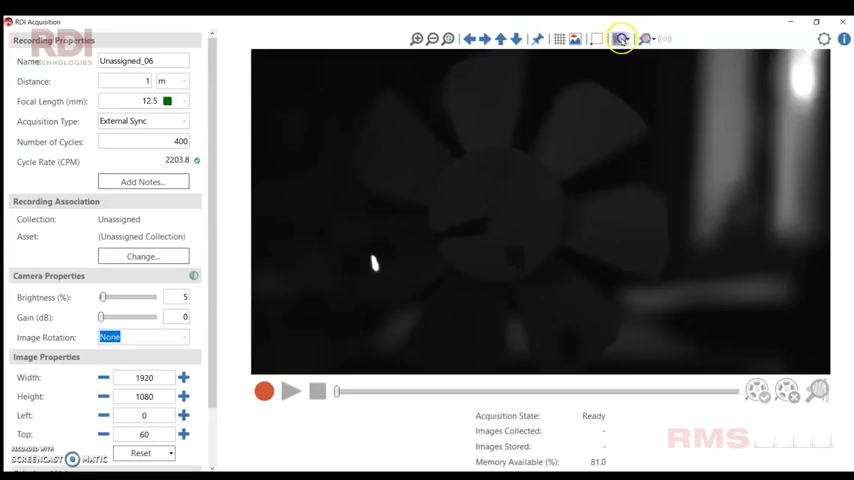 RDI Acquisition
Recording Properties
RDI
TECHNOLOGIES
Name:
Unassigned_06
Distance:
1
m
Focal Length (mm):
12.5
Acquisition Type:
External Sync
Number of Cycles:
400
Cycle Rate (CPM)
2203.8
Add Notes...
Recording Association
Collection:
Unassigned
Asset:
(Unassigned Collection)
Change...
Camera Properties
Brightness (%):
5
Gain (dB):
0
Image Rotation:
None
Image Properties
Width:
1920
Height:
1080
Left:
0
Top:
60
Reset
RECORDED WITH
SCREENCAST MATIC
Acquisition State:
Ready
Images Collected:
-
Images Stored:
-
Memory Available (%):
81.0
RMS